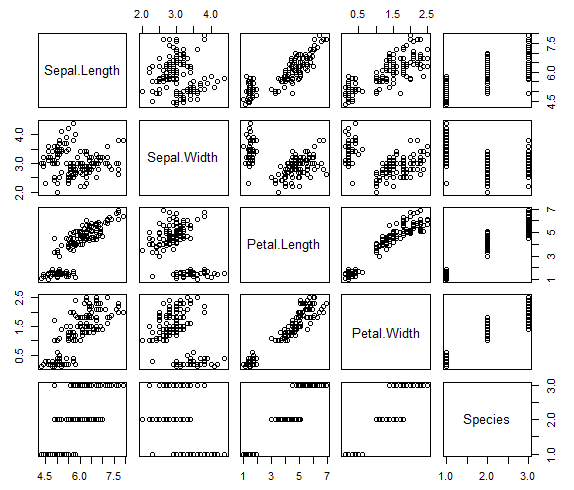 2.0 3.0 4.0
0.5 1.5 2.5
Sepal.Length
4.5 6.0 7.5
2.0 3.0 4.0
Sepal.Width
Petal.Length
1 3 5 7
0.5 1.5 2.5
Petal.Width
Species
1.0 2.0 3.0
4.5 5.5 6.5 7.5
1 3 5 7
1.0 2.0 3.0